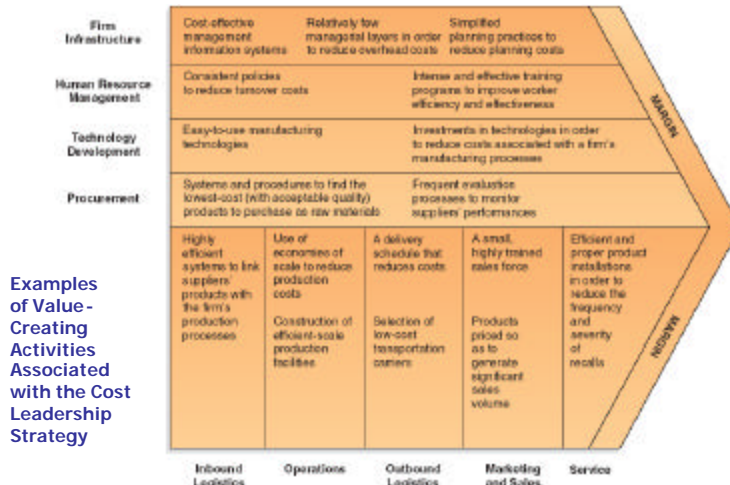 Firm
Infrastructure
Cost-effective
management
information systems
Relatively few
managerial layers in order
to reduce overhead costs
Simplified
planning practices to
reduce planning costs
Human Resource
Management
Consistent policies
to reduce turnover costs
Intense and effective training
programs to improve worker
efficiency and effectiveness
Technology
Development
Easy-to-use manufacturing
technologies
Investments in technologies in order
to reduce costs associated with a firm's
manufacturing processes
Procurement
Systems and procedures to find the
lowest-cost (with acceptable quality)
products to purchase as raw materials
Frequent evaluation
processes to monitor
suppliers' performances
MARGIN
Examples
of Value-
Creating
Activities
Associated
with the Cost
Leadership
Strategy
Highly
efficient
systems to link
suppliers'
products with
the firm's
production
processes
Use of
economies of
scale to reduce
production
costs
Construction of
efficient-scale
production
facilities
A delivery
schedule that
reduces costs
Selection of
low-cost
transportation
carriers
A small,
highly trained
sales force
Products
priced so
as to
generate
significant
sales
volume
Efficient and
proper product
installations
in order to
reduce the
frequency
and
severity
of
recalls
MARGIN
Inbound
Logistics
Operations
Outbound
Logistics
Marketing
and Sales
Service